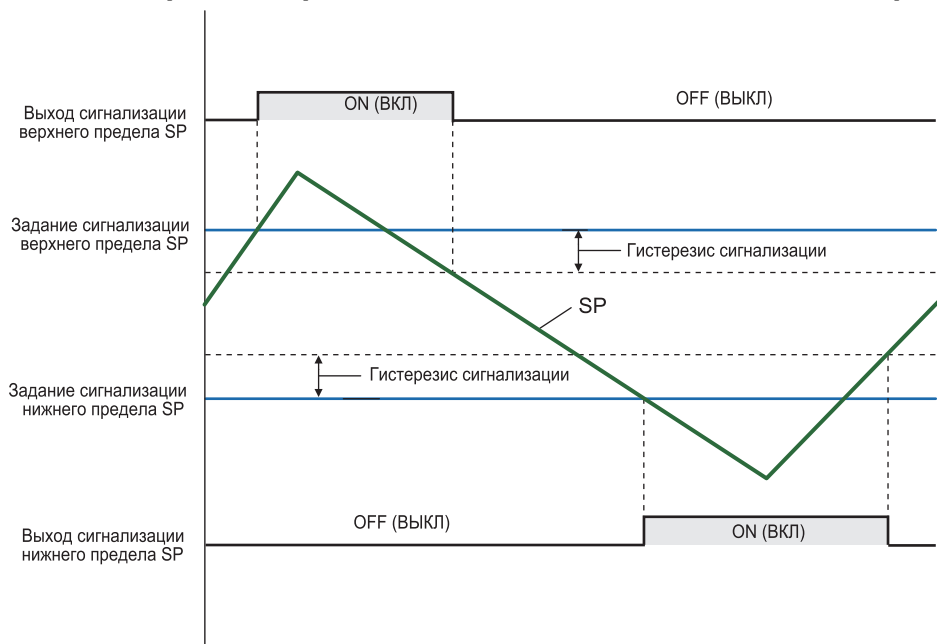 ON (ВКЛ)
OFF (ВЫКЛ)
Выход сигнализации
верхнего предела SP
Задание сигнализации
верхнего предела SP
Гистерезис сигнализации
SP
Гистерезис сигнализации
Задание сигнализации
нижнего предела SP
OFF (ВЫКЛ)
ON (ВКЛ)
Выход сигнализации
нижнего предела SP